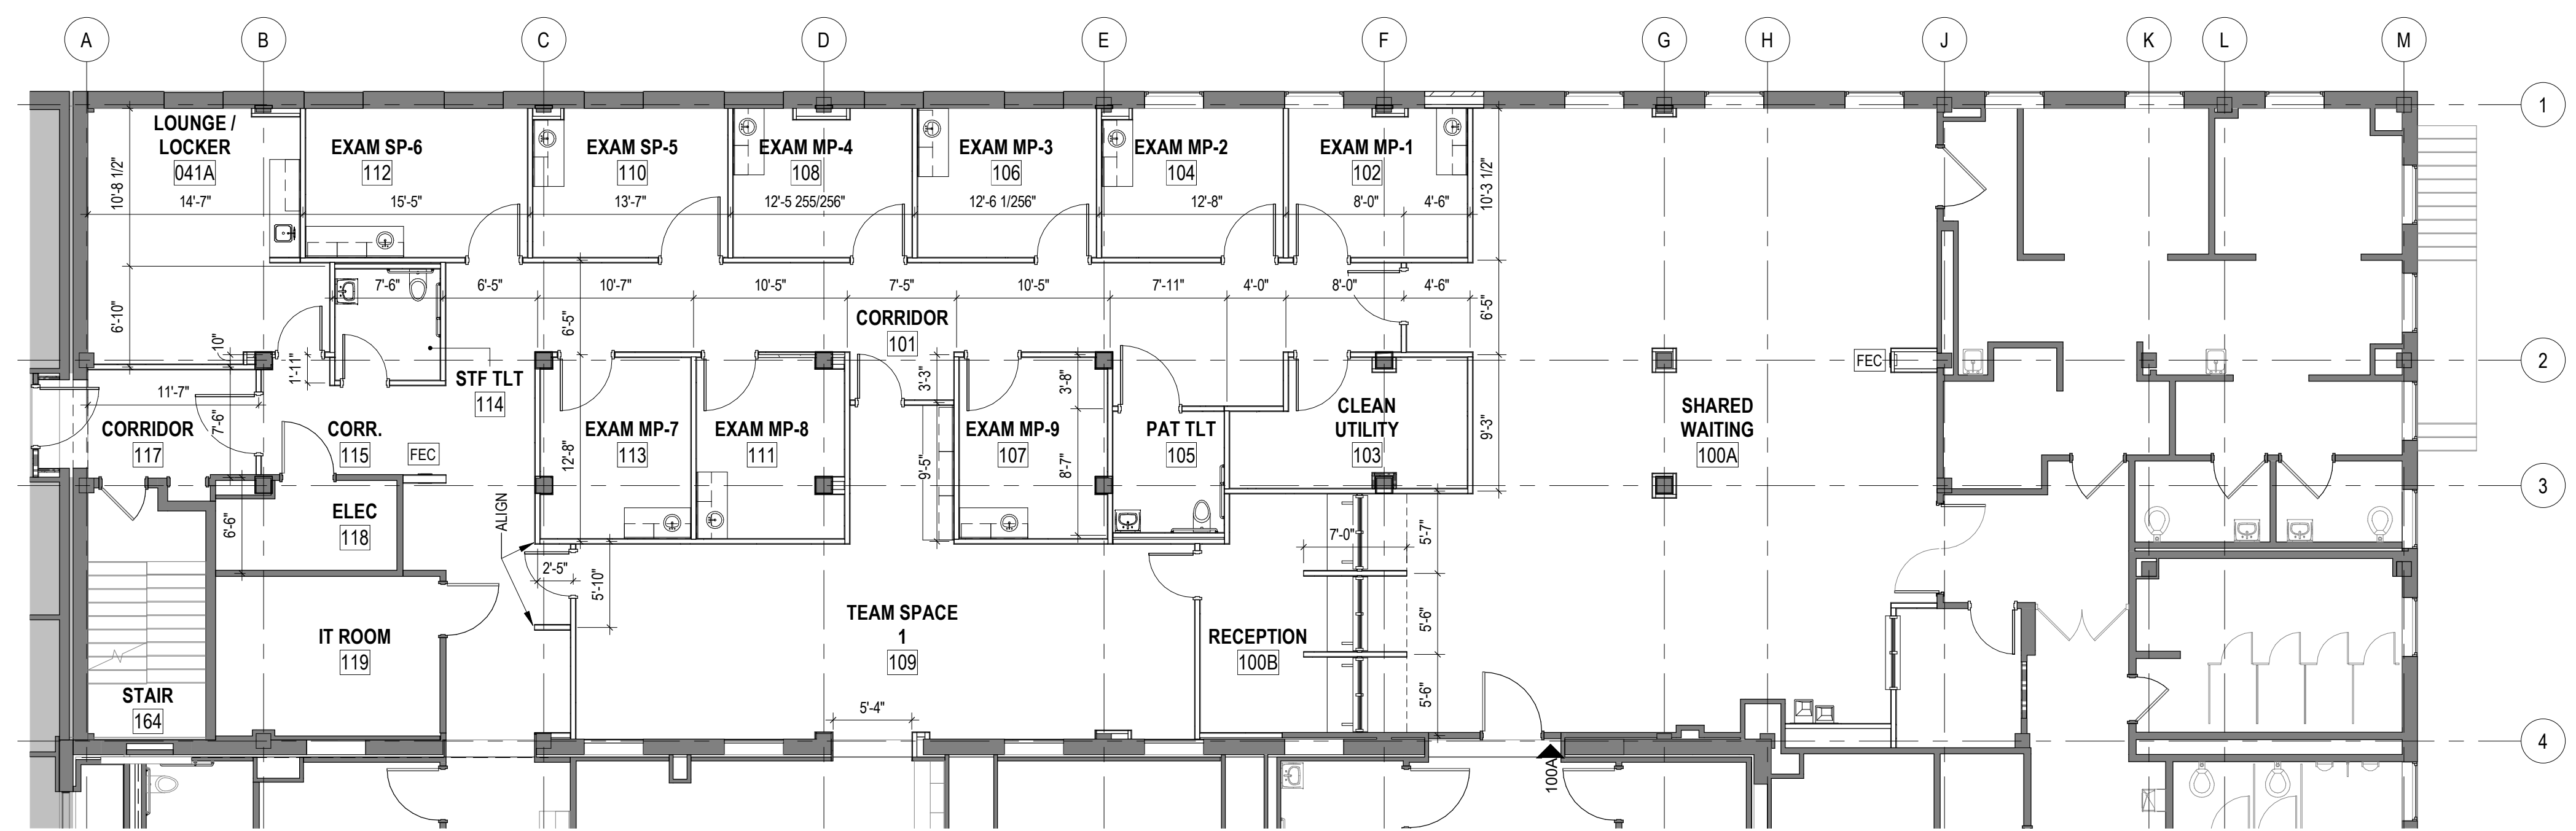 A B C D E F G H J K L M
1
LOUNGE /
LOCKER
041A
14'-7"
10'-8 1/2"
EXAM SP-6
112
15'-5"
EXAM SP-5
110
13'-7"
EXAM MP-4
108
12'-5 255/256"
EXAM MP-3
106
12'-6 1/256"
EXAM MP-2
104
12'-8"
EXAM MP-1
102
8'-0" 4'-6"
10'-3 1/2"
7'-6" 6'-5" 10'-7" 10'-5" 7'-5" 10'-5" 7'-11" 4'-0" 8'-0" 4'-6"
6'-10"
10"
1'-11"
6'-5"
6'-5"
CORRIDOR
101
FEC
2
STF TLT
114
3'-3"
3'-8"
11'-7"
7'-6"
CORRIDOR
117
CORR.
115
FEC
EXAM MP-7
113
12'-8"
EXAM MP-8
111
9'-5"
EXAM MP-9
107
8'-7"
PAT TLT
105
CLEAN
UTILITY
103
9'-3"
SHARED
WAITING
100A
3
ELEC
118
6'-6"
ALIGN
2'-5"
5'-10"
7'-0"
5'-7"
5'-6"
5'-6"
IT ROOM
119
TEAM SPACE
1
109
RECEPTION
100B
STAIR
164
5'-4"
100A
4